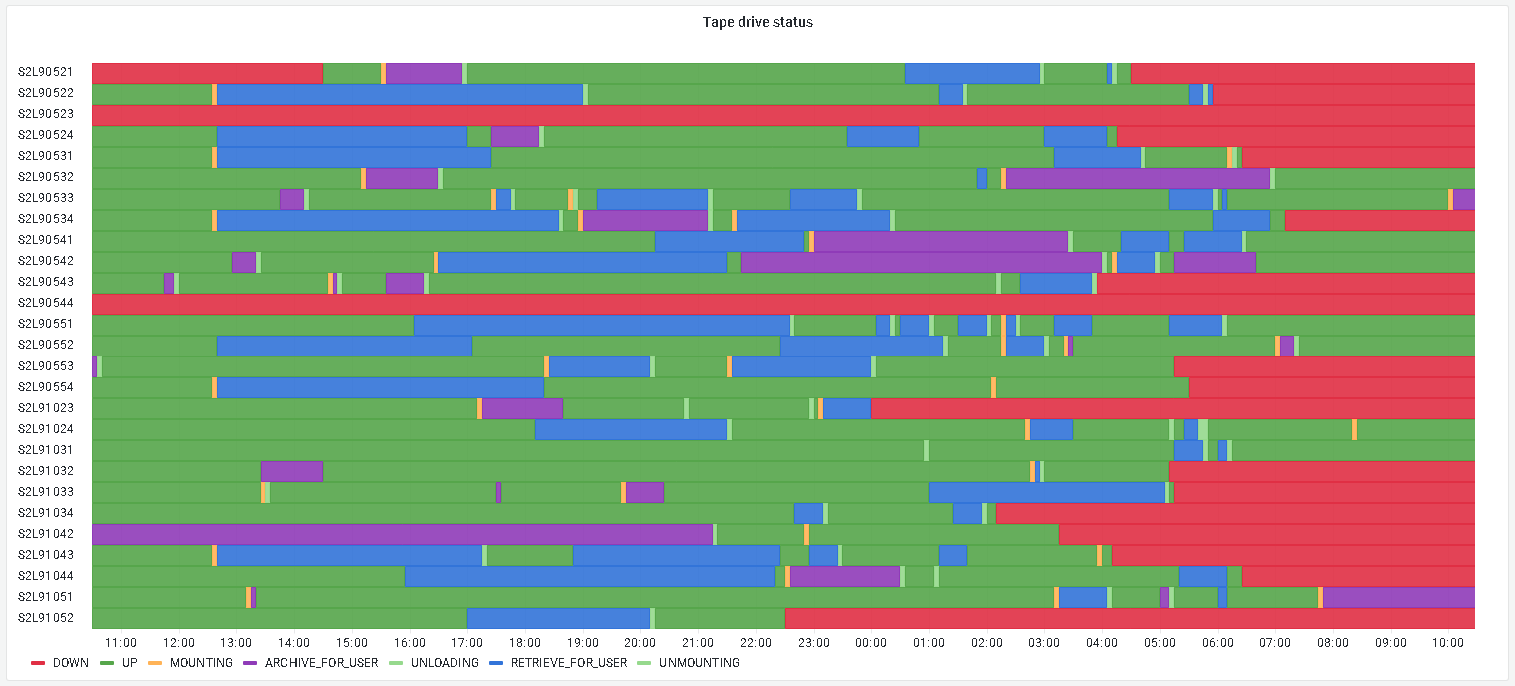 Tape drive status
S2L90521
S2L90522
S2L90523
S2L90524
S2L90531
S2L90532
S2L90533
S2L90534
S2L90541
S2L90542
S2L90543
S2L90544
S2L90551
S2L90552
S2L90553
S2L90554
S2L91023
S2L91024
S2L91031
S2L91032
S2L91033
S2L91034
S2L91042
S2L91043
S2L91044
S2L91051
S2L91052
11:00 12:00 13:00 14:00 15:00 16:00 17:00 18:00 19:00 20:00 21:00 22:00 23:00 00:00 01:00 02:00 03:00 04:00 05:00 06:00 07:00 08:00 09:00 10:00
DOWN UP MOUNTING ARCHIVE_FOR_USER UNLOADING RETRIEVE_FOR_USER UNMOUNTING